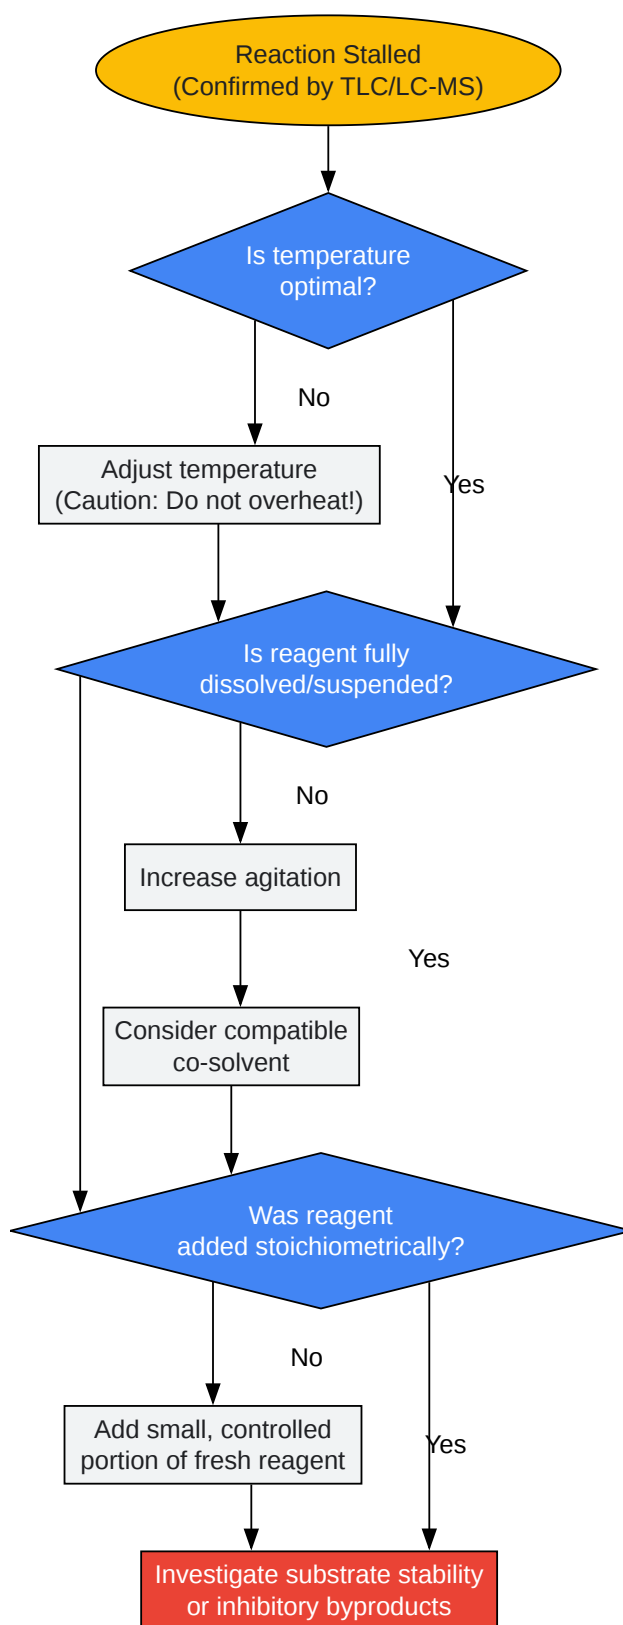 Reaction Stalled
(Confirmed by TLC/LC-MS)
Is temperature
optimal?
No
Adjust temperature
(Caution: Do not overheat!)
Yes
Is reagent fully
dissolved/suspended?
No
Increase agitation
Yes
Consider compatible
co-solvent
Was reagent
added stoichiometrically?
No
Add small, controlled
portion of fresh reagent
Yes
Investigate substrate stability
or inhibitory byproducts